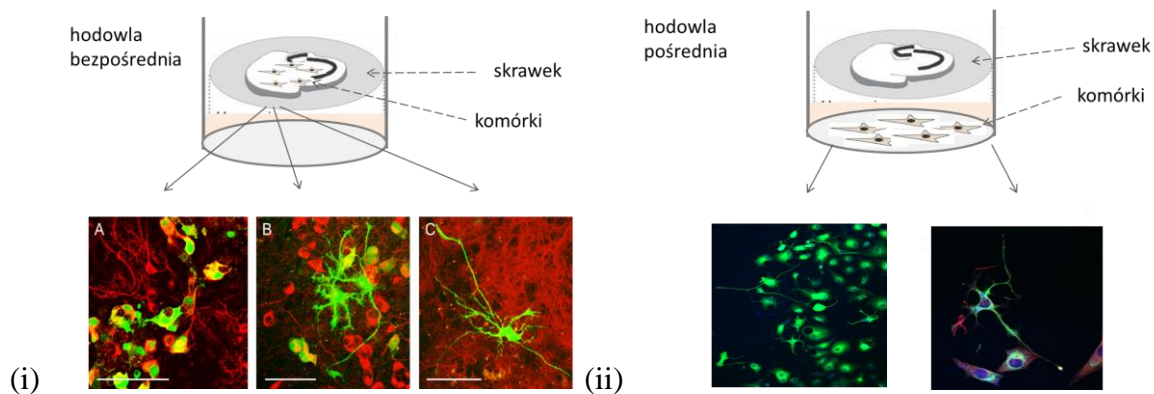 hodowla
bezpośrednia
skrawek
komórki
A
B
C
(i)
hodowla
pośrednia
skrawek
komórki
(ii)